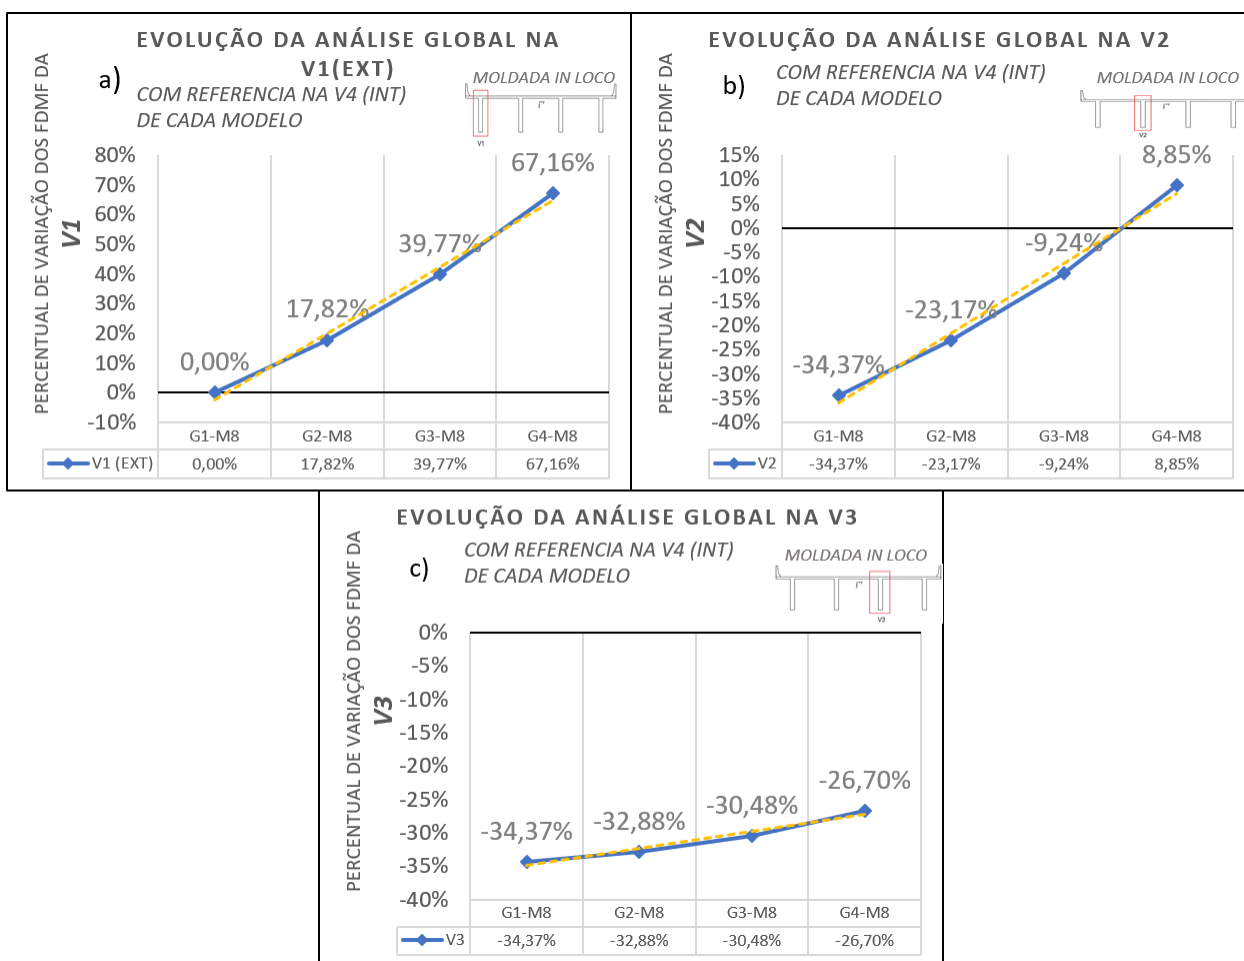 EVOLUÇÃO DA ANÁLISE GLOBAL NA
V1(EXT)
a)
COM REFERENCIA NA V4 (INT)
DE CADA MODELO
MOLDADA IN LOCO
V1
PERCENTUAL DE VARIAÇÃO DOS FDMF DA
V1
80%
70%
60%
50%
40%
30%
20%
10%
0%
-10%
0,00%
17,82%
39,77%
67,16%
G1-M8 G2-M8 G3-M8 G4-M8
V1 (EXT) 0,00% 17,82% 39,77% 67,16%
EVOLUÇÃO DA ANÁLISE GLOBAL NA V2
b)
COM REFERENCIA NA V4 (INT)
DE CADA MODELO
MOLDADA IN LOCO
V2
PERCENTUAL DE VARIAÇÃO DOS FDMF DA
V2
15%
10%
5%
0%
-5%
-10%
-15%
-20%
-25%
-30%
-35%
-40%
-34,37%
-23,17%
-9,24%
8,85%
G1-M8 G2-M8 G3-M8 G4-M8
V2 -34,37% -23,17% -9,24% 8,85%
EVOLUÇÃO DA ANÁLISE GLOBAL NA V3
c)
COM REFERENCIA NA V4 (INT)
DE CADA MODELO
MOLDADA IN LOCO
V3
PERCENTUAL DE VARIAÇÃO DOS FDMF DA
V3
0%
-5%
-10%
-15%
-20%
-25%
-30%
-35%
-40%
-34,37%
-32,88%
-30,48%
-26,70%
G1-M8 G2-M8 G3-M8 G4-M8
V3 -34,37% -32,88% -30,48% -26,70%